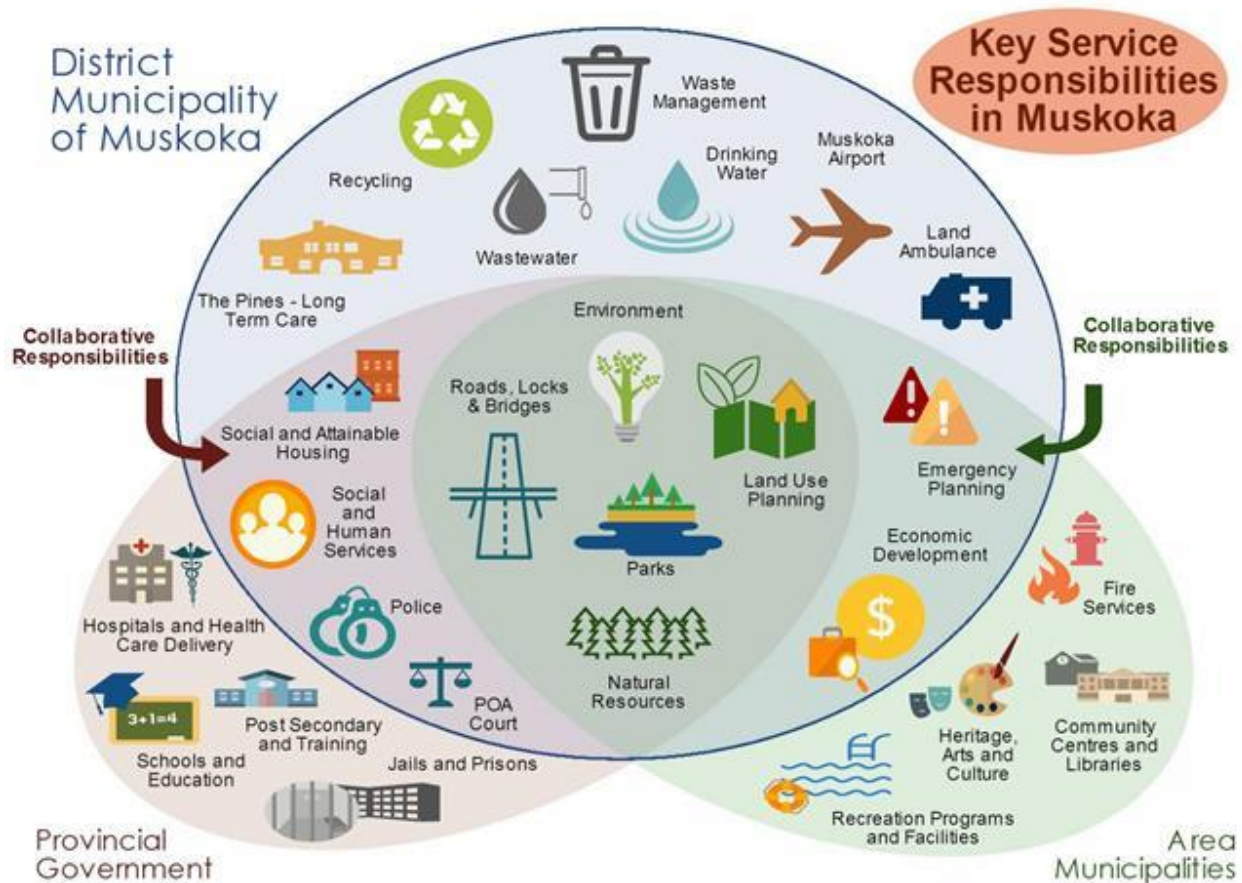 District
Municipality
of Muskoka
Key Service
Responsibilities
in Muskoka
Waste
Management
Recycling
Drinking
Water
Muskoka
Airport
Wastewater
Land
Ambulance
The Pines - Long
Term Care
Environment
Collaborative
Responsibilities
Collaborative
Responsibilities
Roads, Locks
& Bridges
Social and Attainable
Housing
Land Use
Planning
Emergency
Planning
Social
and
Human
Services
Parks
Economic
Development
$
Fire
Services
Hospitals and Health
Care Delivery
Police
Natural
Resources
POA
Court
3+1=4
Schools and
Education
Post Secondary
and Training
Jails and Prisons
Heritage,
Arts and
Culture
Community
Centres and
Libraries
Recreation Programs
and Facilities
Provincial
Government
Area
Municipalities